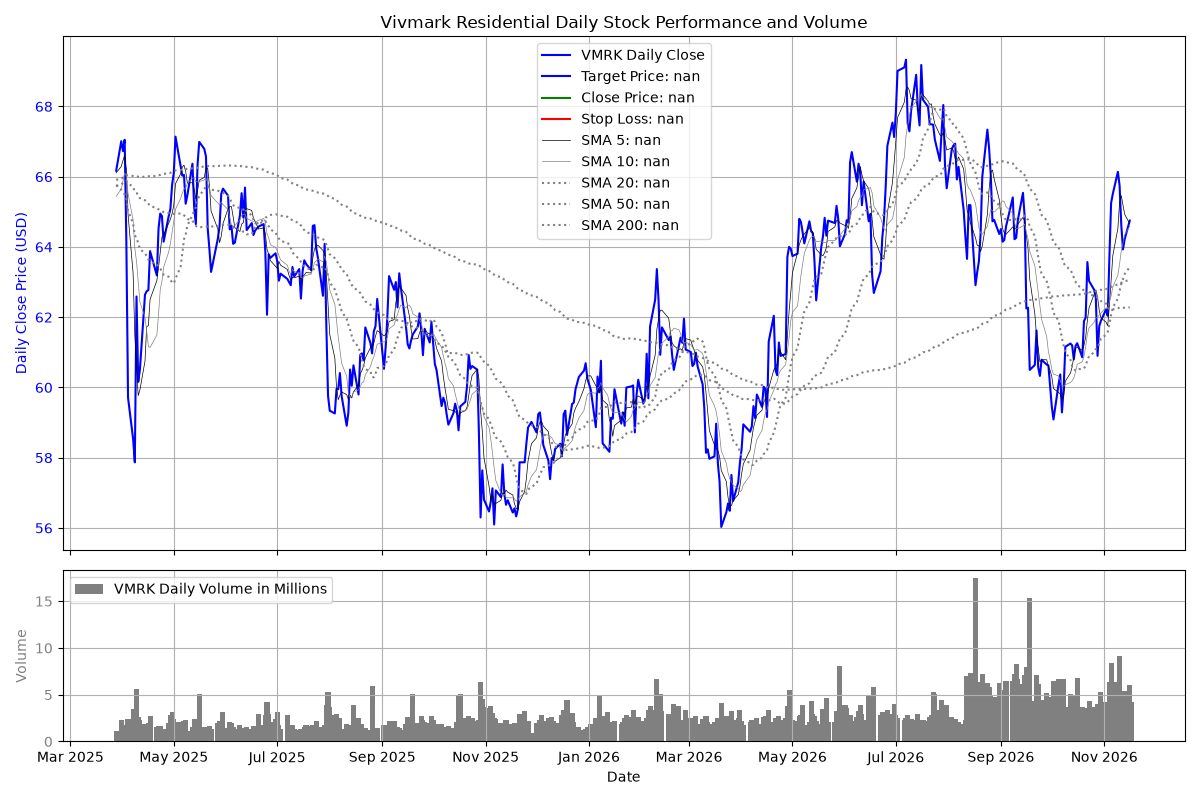 Vivmark Residential Daily Stock Performance and Volume
Daily Close Price (USD)
68
66
64
62
60
58
56
VMRK Daily Close
Target Price: nan
Close Price: nan
Stop Loss: nan
SMA 5: nan
SMA 10: nan
SMA 20: nan
SMA 50: nan
SMA 200: nan
Volume
15
10
5
0
VMRK Daily Volume in Millions
Mar 2025 May 2025 Jul 2025 Sep 2025 Nov 2025 Jan 2026 Mar 2026 May 2026 Jul 2026 Sep 2026 Nov 2026
Date